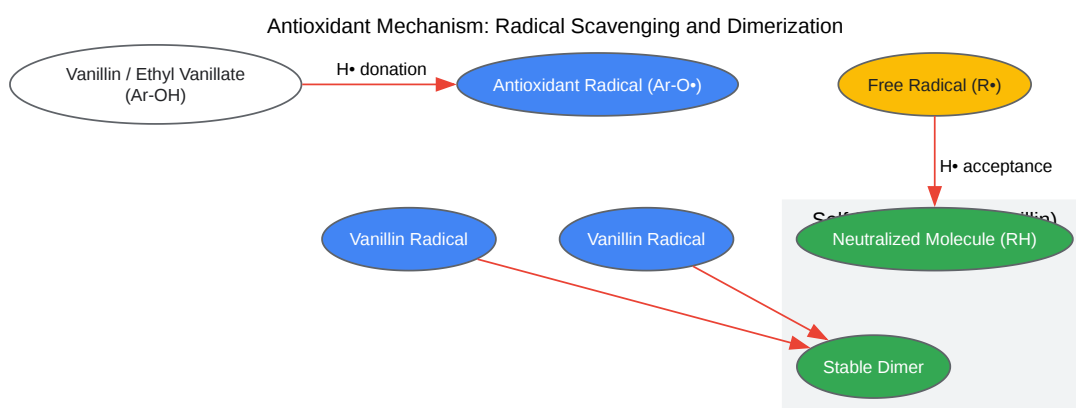 Antioxidant Mechanism: Radical Scavenging and Dimerization
Vanillin / Ethyl Vanillate
(Ar-OH)
H• donation
Antioxidant Radical (Ar-O•)
Free Radical (R•)
H• acceptance
Vanillin Radical
Vanillin Radical
Neutralized Molecule (RH)
Stable Dimer